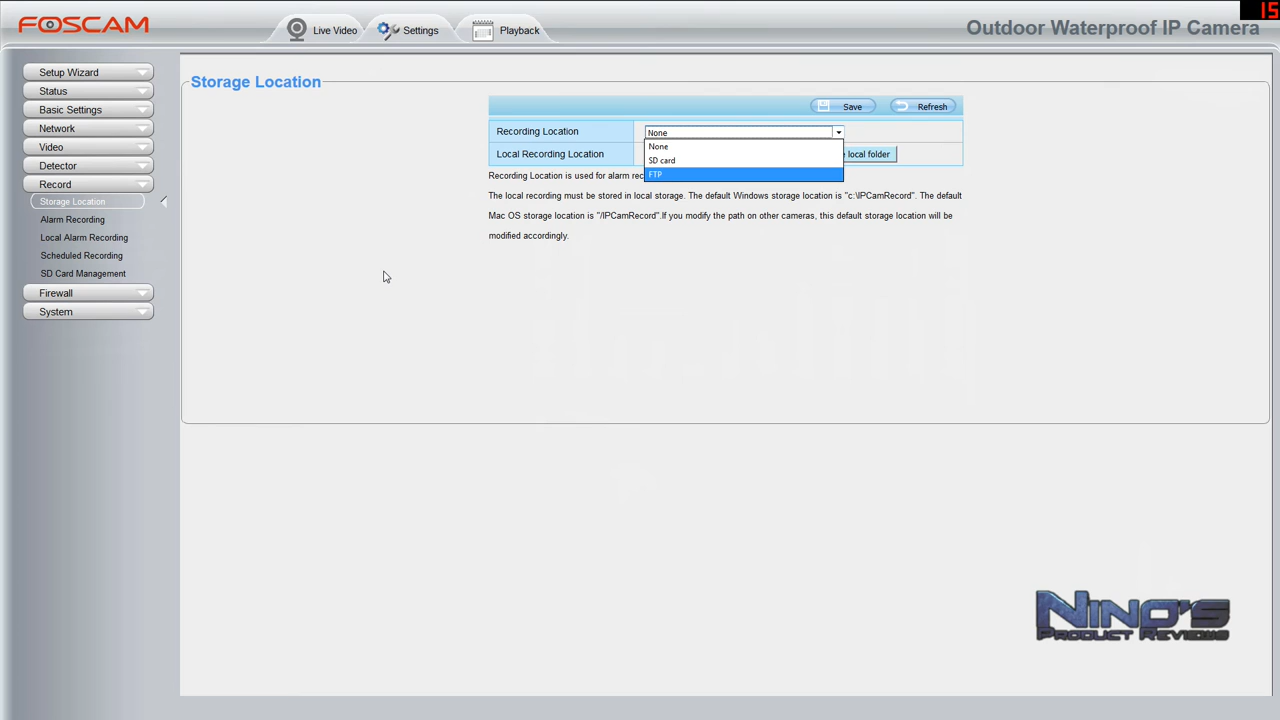 FOSCAM
Live Video
Settings
Playback
Outdoor Waterproof IP Camera
15
Setup Wizard
Status
Basic Settings
Network
Video
Detector
Record
Storage Location
Alarm Recording
Local Alarm Recording
Scheduled Recording
SD Card Management
Firewall
System
Storage Location
Save
Refresh
Recording Location
None
None
SD card
FTP
Local Recording Location
local folder
Recording Location is used for alarm
The local recording must be stored in local storage. The default Windows storage location is "c:\IPCamRecord". The default
Mac OS storage location is "/IPCamRecord".If you modify the path on other cameras, this default storage location will be
modified accordingly.
NINO'S
PRODUCT REVIEWS